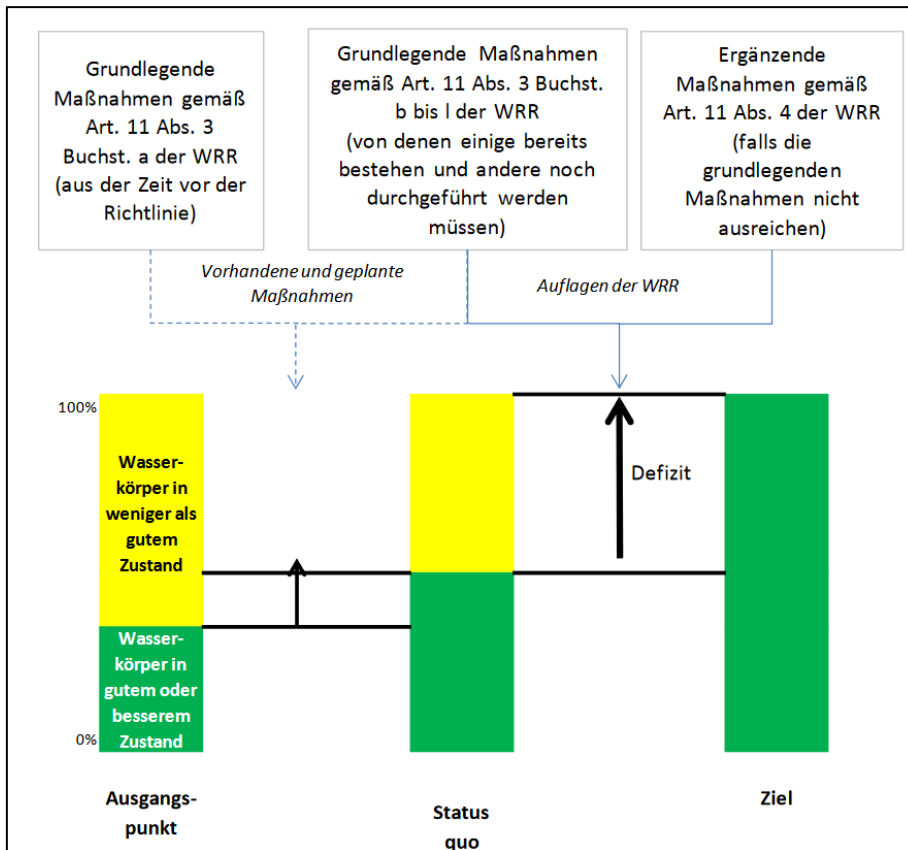 Grundlegende
Maßnahmen gemäß
Art. 11 Abs. 3
Buchst. a der WRR
(aus der Zeit vor der
Richtlinie)
Grundlegende Maßnahmen
gemäß Art. 11 Abs. 3 Buchst.
b bis l der WRR
(von denen einige bereits
bestehen und andere noch
durchgeführt werden
müssen)
Ergänzende
Maßnahmen gemäß
Art. 11 Abs. 4 der WRR
(falls die
grundlegenden
Maßnahmen nicht
ausreichen)
Vorhandene und geplante
Maßnahmen
Auflagen der WRR
100%
Wasser-
körper in
weniger als
gutem
Zustand
Defizit
Wasser-
körper in
gutem oder
besserem
Zustand
0%
Ausgangs-
punkt
Status
quo
Ziel